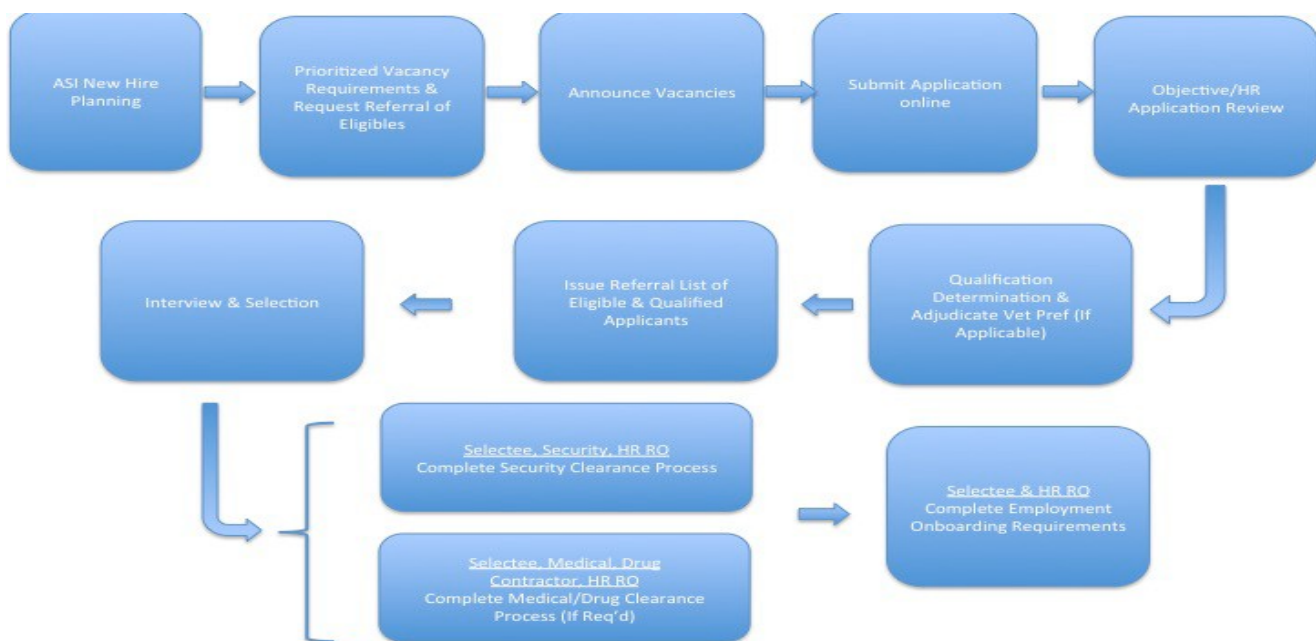 ASI New Hire
Planning
Prioritized Vacancy
Requirements &
Request Referral of
Eligibles
Announce Vacancies
Submit Application
online
Objective/HR
Application Review
Qualification
Determination &
Adjudicate Vet Pref (If
Applicable)
Issue Referral List of
Eligible & Qualified
Applicants
Interview & Selection
Selectee, Security, HR RO
Complete Security Clearance Process
Selectee, Medical, Drug
Contractor, HR RO
Complete Medical/Drug Clearance
Process (If Req'd)
Selectee & HR RO
Complete Employment
Onboarding Requirements